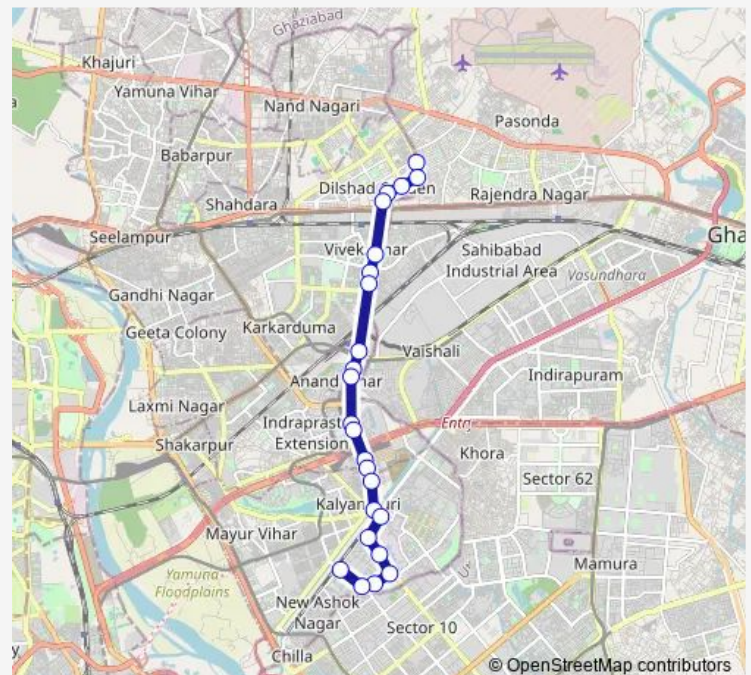 Ghaziabad
Khajuri
Yamuna Vihar
Nand Nagari
Pasonda
Babarpur
Dilshad
Rajendra Nagar
Shahdara
Seelampur
Gha
Sahibabad
Industrial Area
Vasundhara
Gandhi Nagar
Karkarduma
Geeta Colony
Vaishali
Indirapuram
Laxmi Nagar
Shakarpur
Indraprast
Extension
Khora
Sector 62
Mayur Vihar
Mamura
Yamuna
Floodplains
New Ashok
Nagar
Sector 10
Chilla
© OpenStreetMap contributors